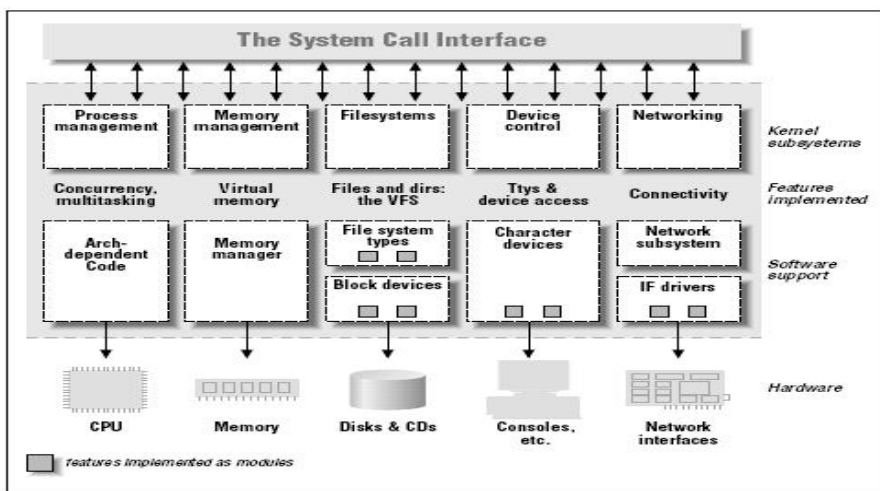 The System Call Interface
Process
management
Memory
management
Filesystems
Device
control
Networking
Kernel
subsystems
Concurrency,
multitasking
Virtual
memory
Files and dirs:
the VFS
Ttys &
device access
Connectivity
Features
implemented
Arch-
dependent
Code
Memory
manager
File system
types
Block devices
Character
devices
Network
subsystem
IF drivers
Software
support
Hardware
CPU
Memory
Disks & CDs
Consoles,
etc.
Network
interfaces
features implemented as modules